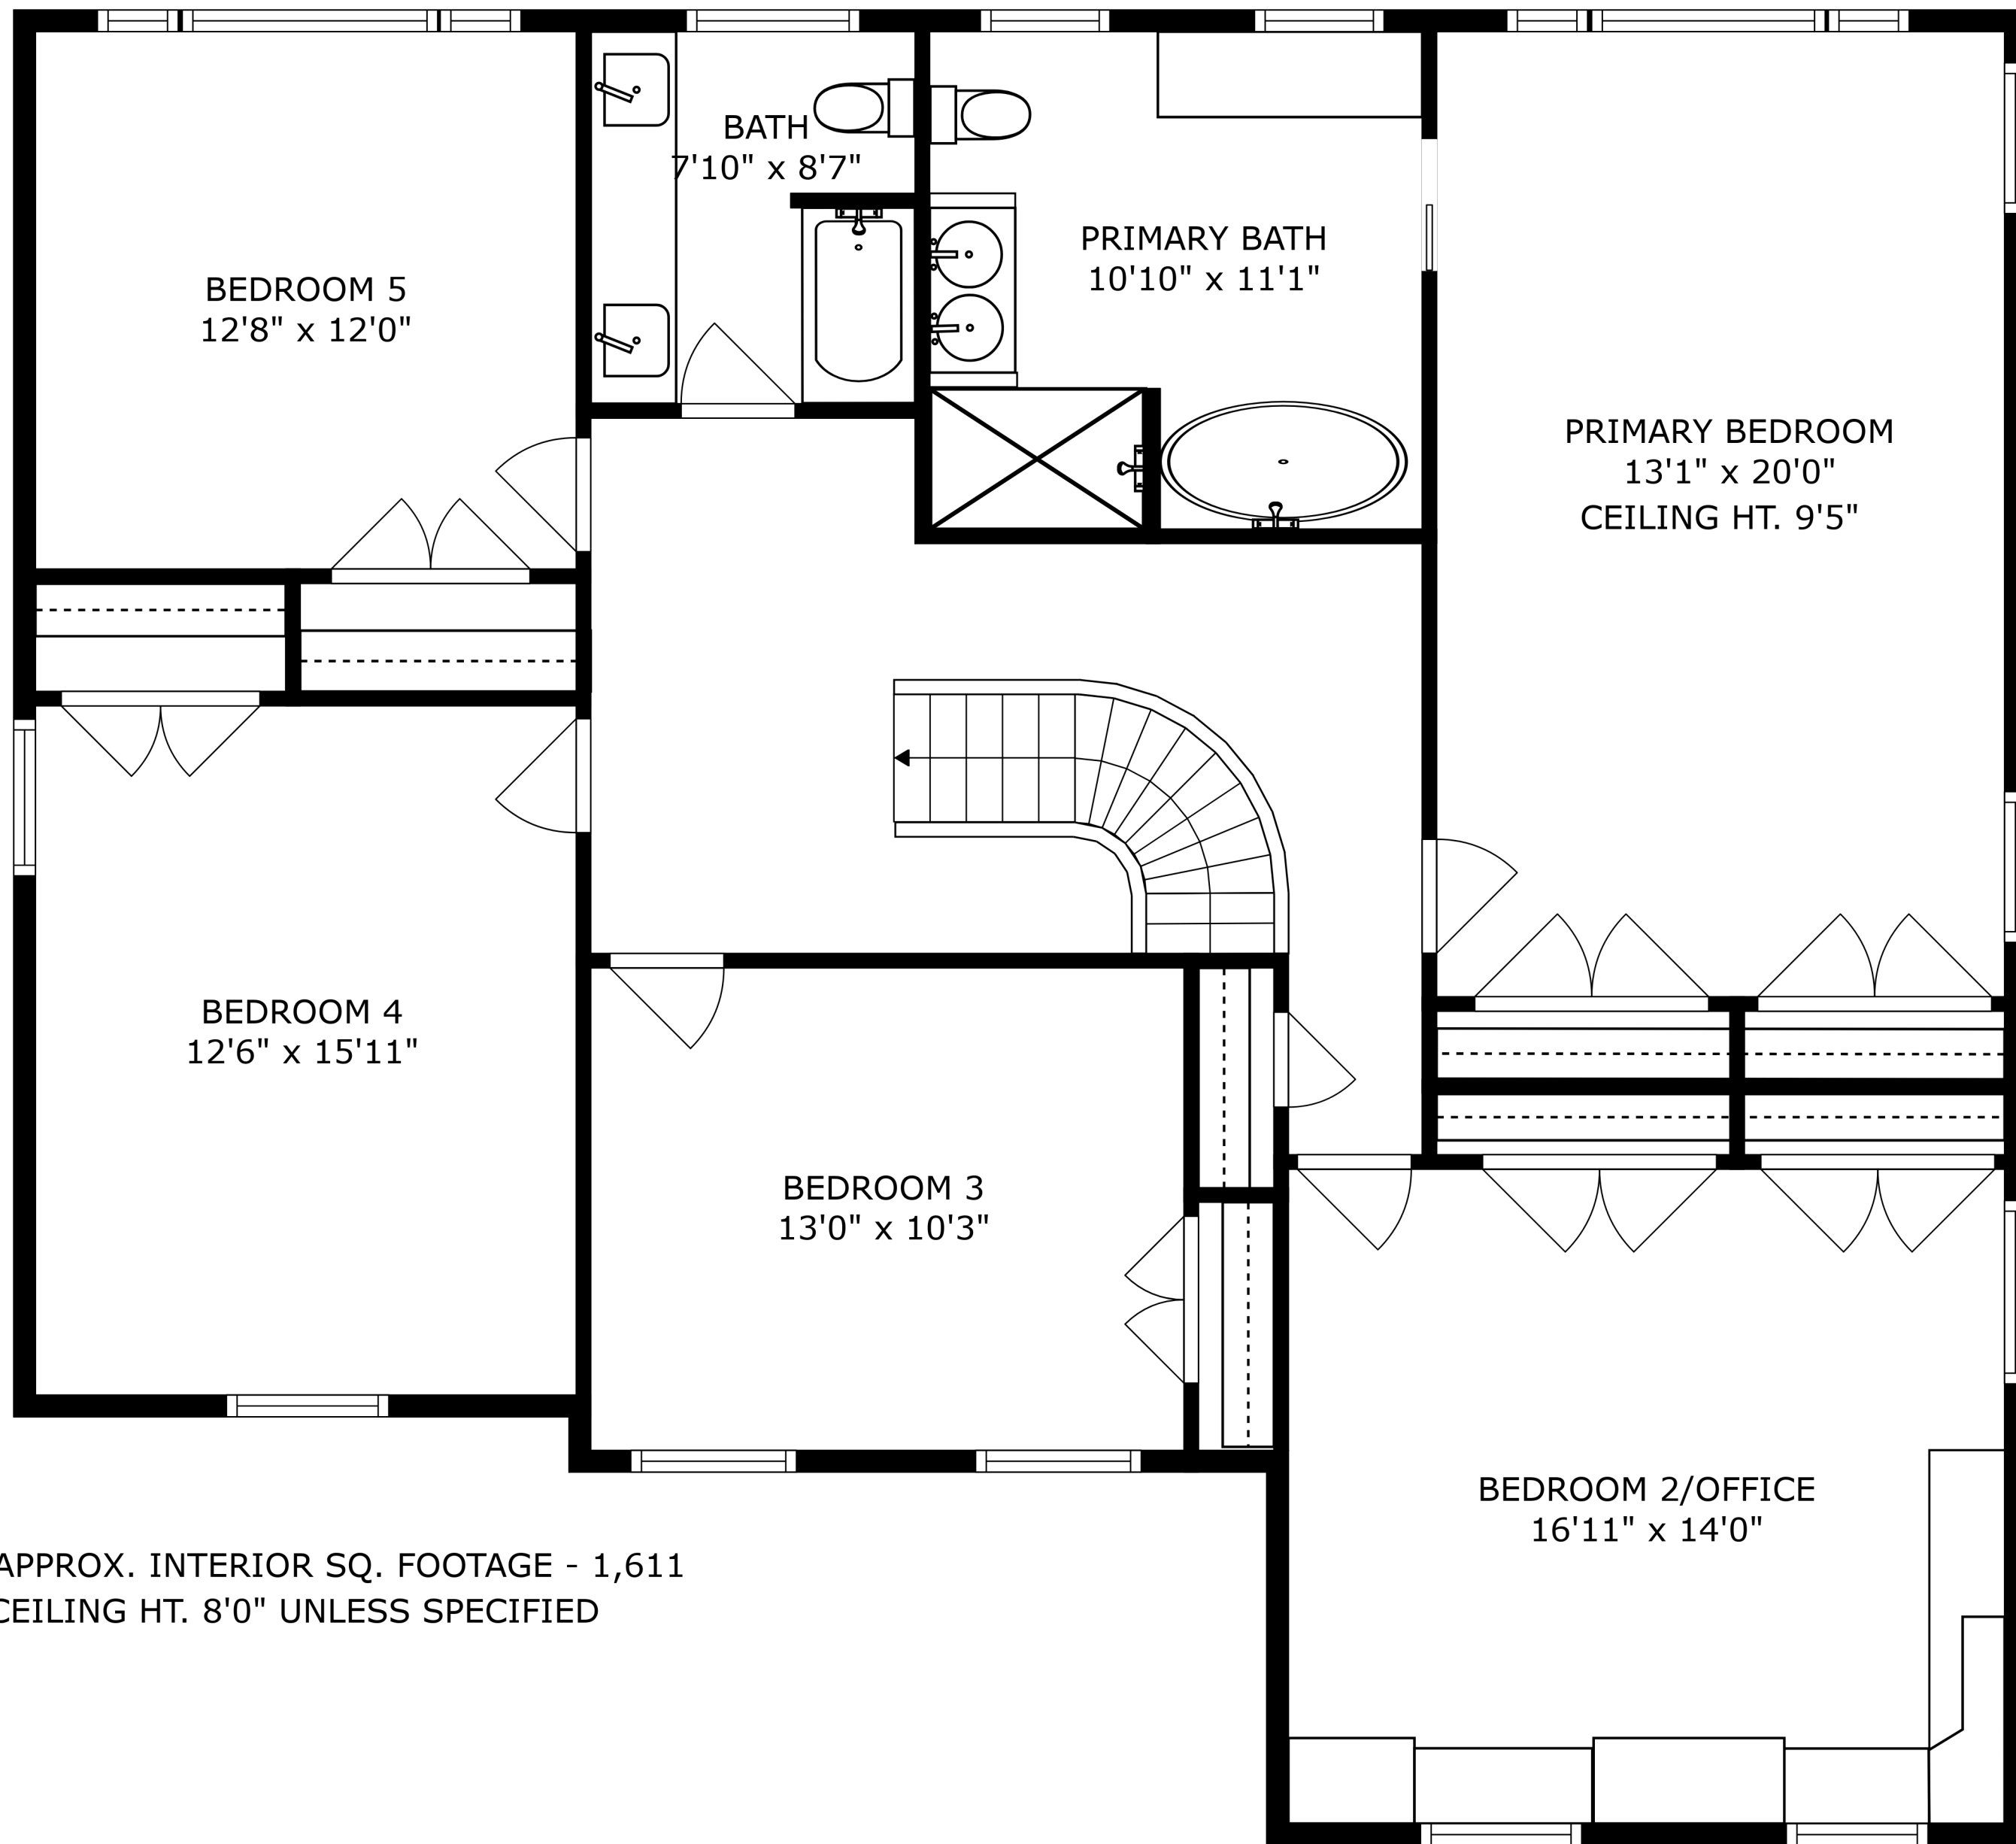 BATH
7'10" x 8'7"
PRIMARY BATH
10'10" x 11'1"
BEDROOM 5
12'8" x 12'0"
PRIMARY BEDROOM
13'1" x 20'0"
CEILING HT. 9'5"
BEDROOM 4
12'6" x 15'11"
BEDROOM 3
13'0" x 10'3"
BEDROOM 2/OFFICE
16'11" x 14'0"
APPROX. INTERIOR SQ. FOOTAGE - 1,611
CEILING HT. 8'0" UNLESS SPECIFIED